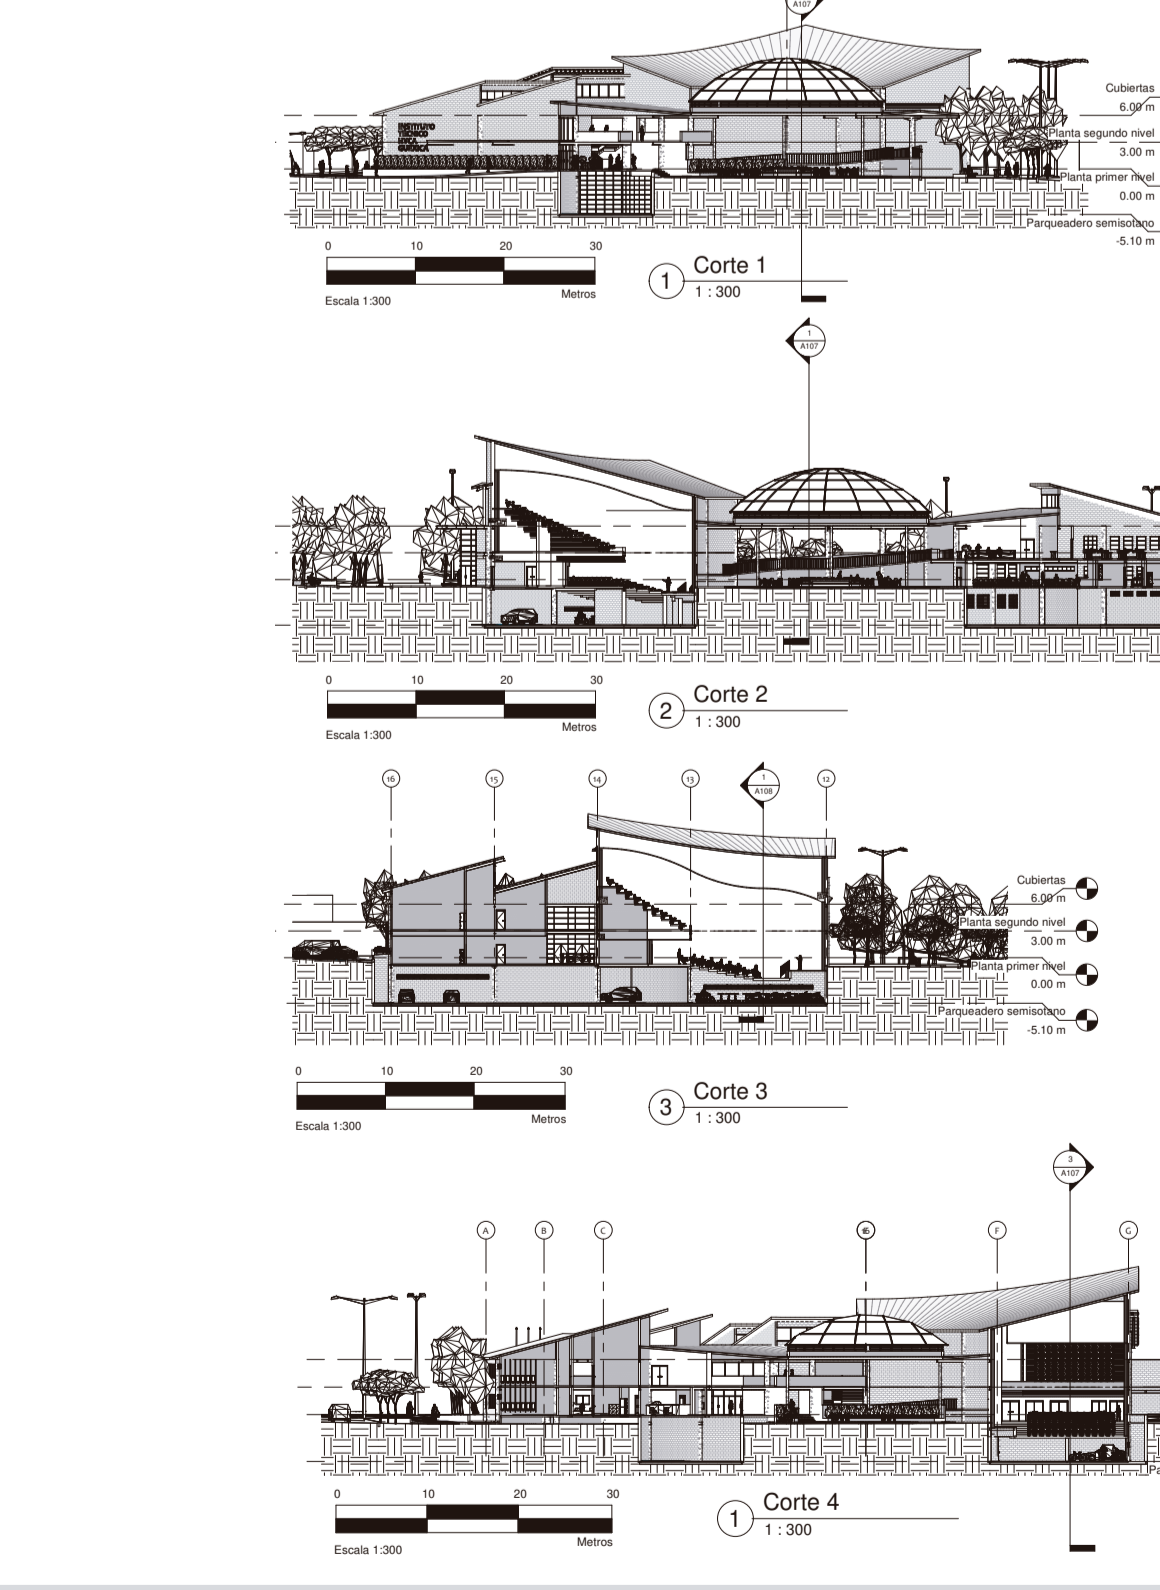 A107
Cubiertas
6.00 m
Planta segundo nivel
3.00 m
Planta primer nivel
0.00 m
Parqueadero semisotano
-5.10 m
INSTITUTO
TECNICO
0 10 20 30
Escala 1:300 Metros
1 Corte 1
1 : 300
1
A107
0 10 20 30
Escala 1:300 Metros
2 Corte 2
1 : 300
16 15 14 13 1 12
A108
Cubiertas
6.00 m
Planta segundo nivel
3.00 m
Planta primer nivel
0.00 m
Parqueadero semisotano
-5.10 m
0 10 20 30
Escala 1:300 Metros
3 Corte 3
1 : 300
3
A107
A B C F G
Pa
0 10 20 30
Escala 1:300 Metros
1 Corte 4
1 : 300